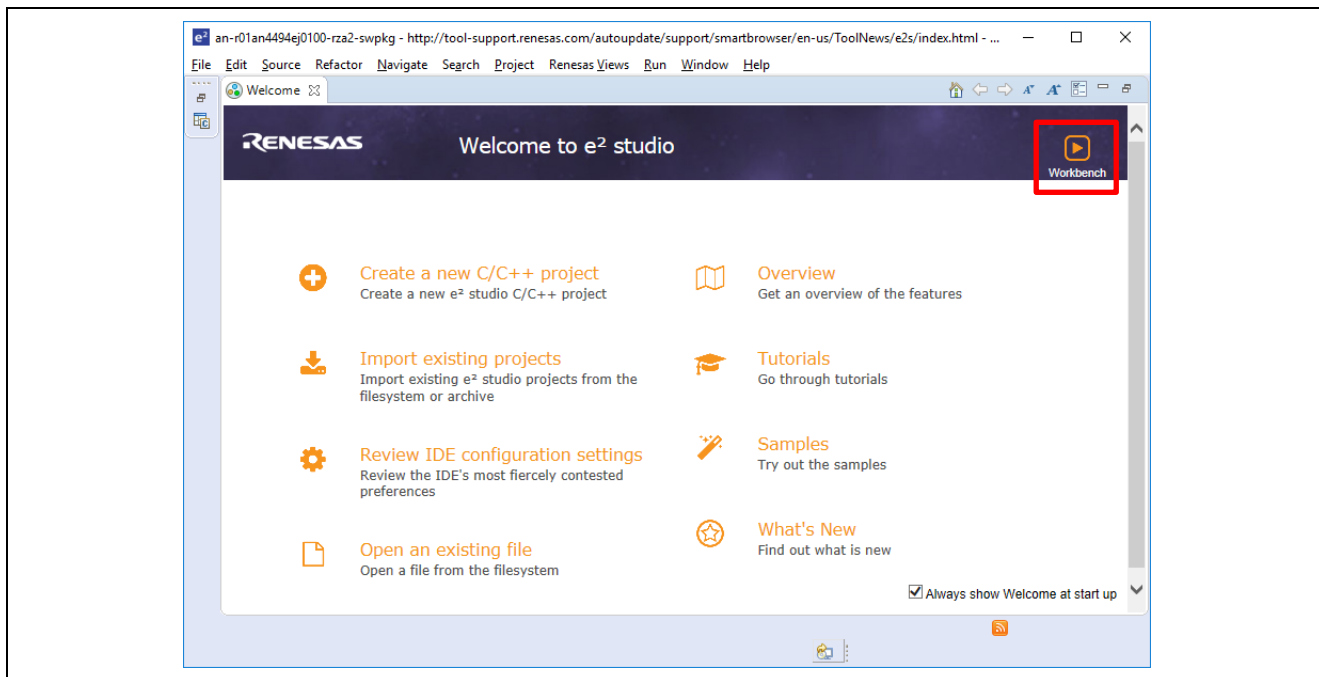 e² an-r01an4494ej0100-rza2-swpkg - http://tool-support.renesas.com/autoupdate/support/smartbrowser/en-us/ToolNews/e2s/index.html - ...
File Edit Source Refactor Navigate Search Project Renesas Views Run Window Help
Welcome
RENESAS Welcome to e² studio
Workbench
Create a new C/C++ project
Create a new e² studio C/C++ project
Import existing projects
Import existing e² studio projects from the
filesystem or archive
Review IDE configuration settings
Review the IDE's most fiercely contested
preferences
Open an existing file
Open a file from the filesystem
Overview
Get an overview of the features
Tutorials
Go through tutorials
Samples
Try out the samples
What's New
Find out what is new
Always show Welcome at start up